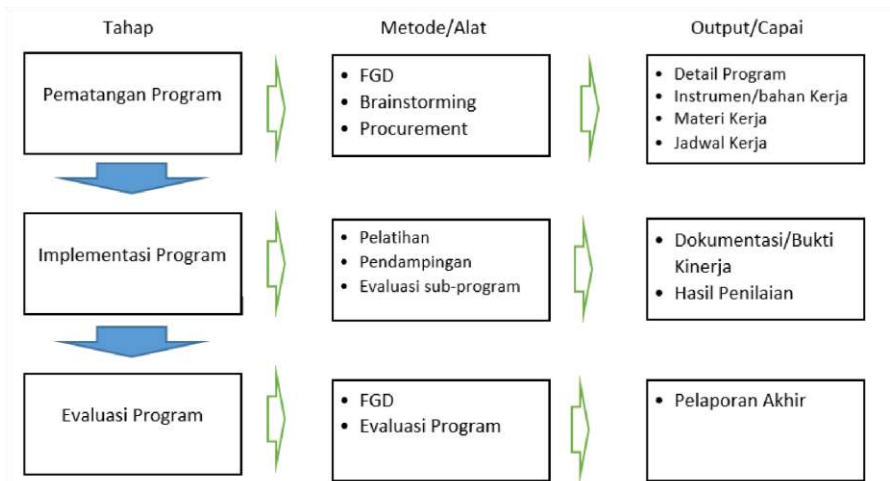 Tahap
Metode/Alat
Output/Capai
Pematangan Program
• FGD
• Brainstorming
• Procurement
• Detail Program
• Instrumen/bahan Kerja
• Materi Kerja
• Jadwal Kerja
Implementasi Program
• Pelatihan
• Pendampingan
• Evaluasi sub-program
• Dokumentasi/Bukti
Kinerja
• Hasil Penilaian
Evaluasi Program
• FGD
• Evaluasi Program
• Pelaporan Akhir